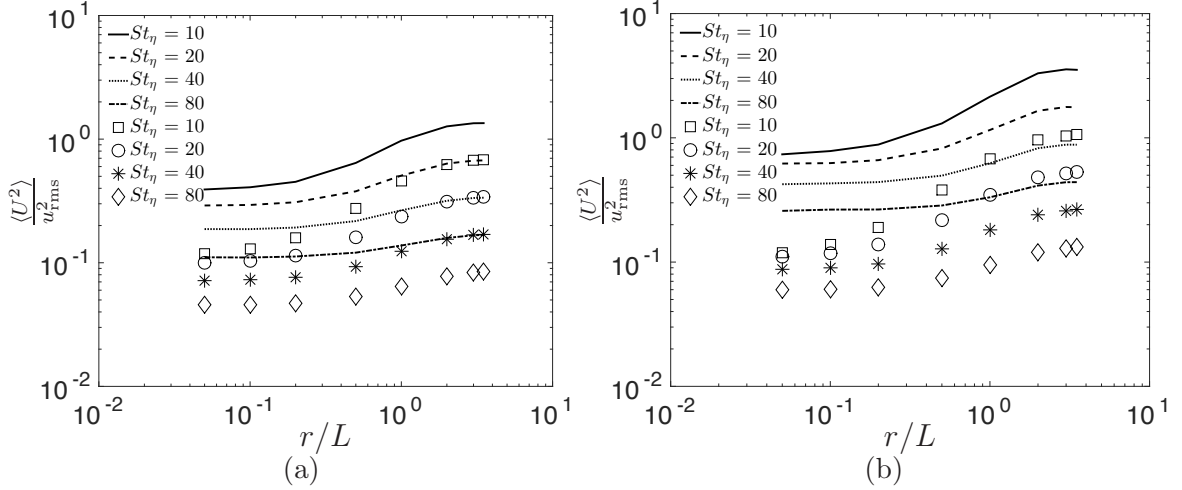 10^1
St_η = 10
St_η = 20
St_η = 40
St_η = 80
St_η = 10
St_η = 20
St_η = 40
St_η = 80
10^0
10^-1
10^-2
⟨U^2⟩
u^2_rms
10^-2
10^-1
10^0
10^1
r/L
(a)
10^1
St_η = 10
St_η = 20
St_η = 40
St_η = 80
St_η = 10
St_η = 20
St_η = 40
St_η = 80
10^0
10^-1
10^-2
⟨U^2⟩
u^2_rms
10^-2
10^-1
10^0
10^1
r/L
(b)